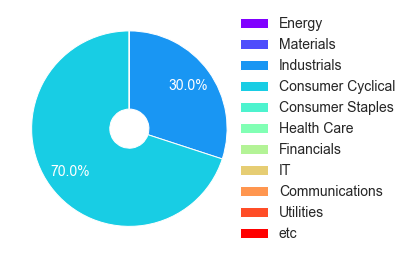 Energy
Materials
Industrials
30.0%
Consumer Cyclical
Consumer Staples
Health Care
Financials
70.0%
IT
Communications
Utilities
etc